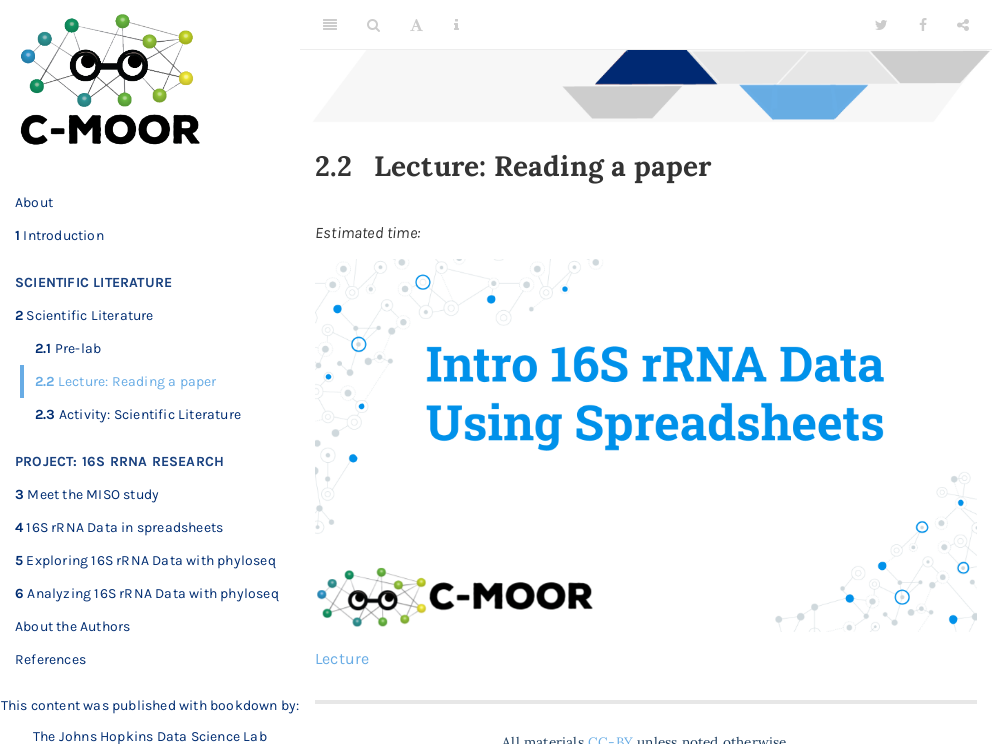 C-MOOR
About
1 Introduction
SCIENTIFIC LITERATURE
2 Scientific Literature
2.1 Pre-lab
2.2 Lecture: Reading a paper
2.3 Activity: Scientific Literature
PROJECT: 16S RRNA RESEARCH
3 Meet the MISO study
4 16S rRNA Data in spreadsheets
5 Exploring 16S rRNA Data with phyloseq
6 Analyzing 16S rRNA Data with phyloseq
About the Authors
References
This content was published with bookdown by:
The Johns Hopkins Data Science Lab
A
2.2 Lecture: Reading a paper
Estimated time:
Intro 16S rRNA Data
Using Spreadsheets
C-MOOR
Lecture
All materials CC-BY unless noted otherwise